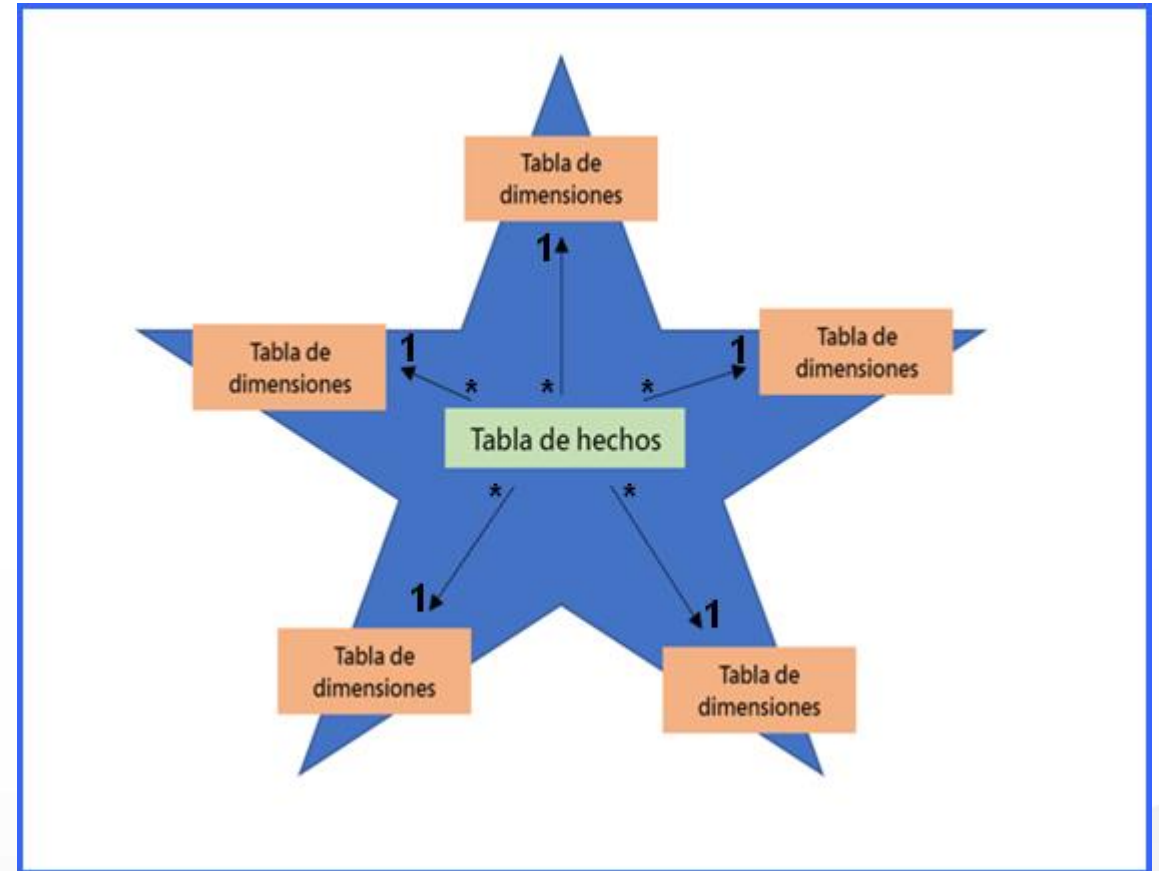 Tabla de
dimensiones
1
Tabla de
dimensiones
1
*
*
*
1
Tabla de
dimensiones
Tabla de hechos
*
*
1
1
Tabla de
dimensiones
Tabla de
dimensiones